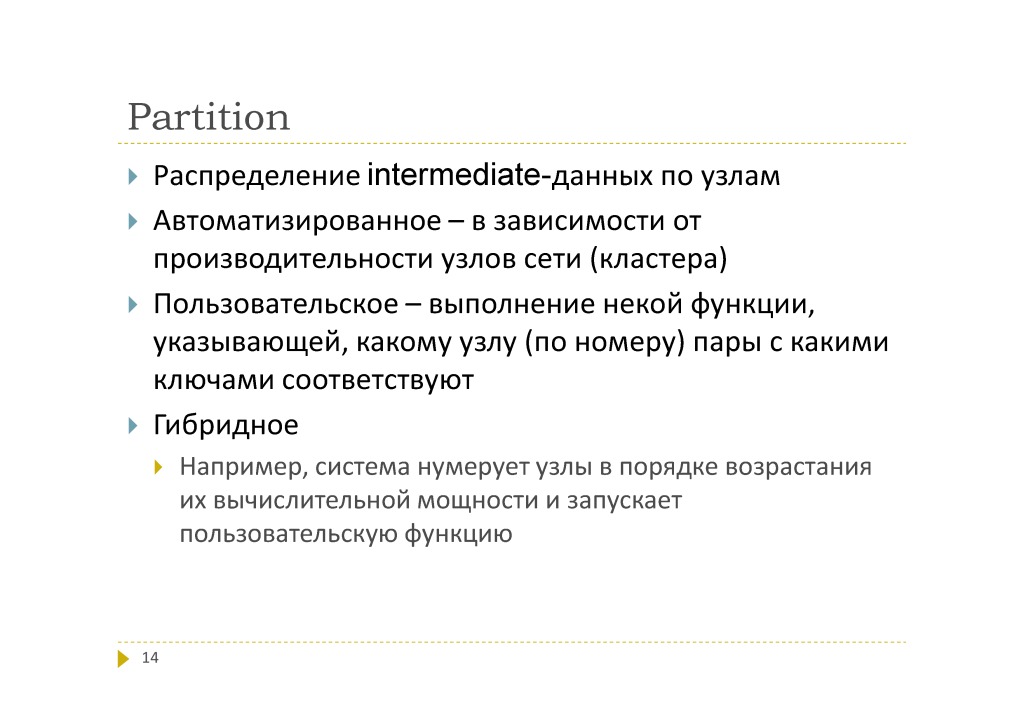 Partition
Распределение intermediate-данных по узлам
Автоматизированное – в зависимости от
производительности узлов сети (кластера)
Пользовательское – выполнение некой функции,
указывающей, какому узлу (по номеру) пары с какими
ключами соответствуют
Гибридное
Например, система нумерует узлы в порядке возрастания
их вычислительной мощности и запускает
пользовательскую функцию
14